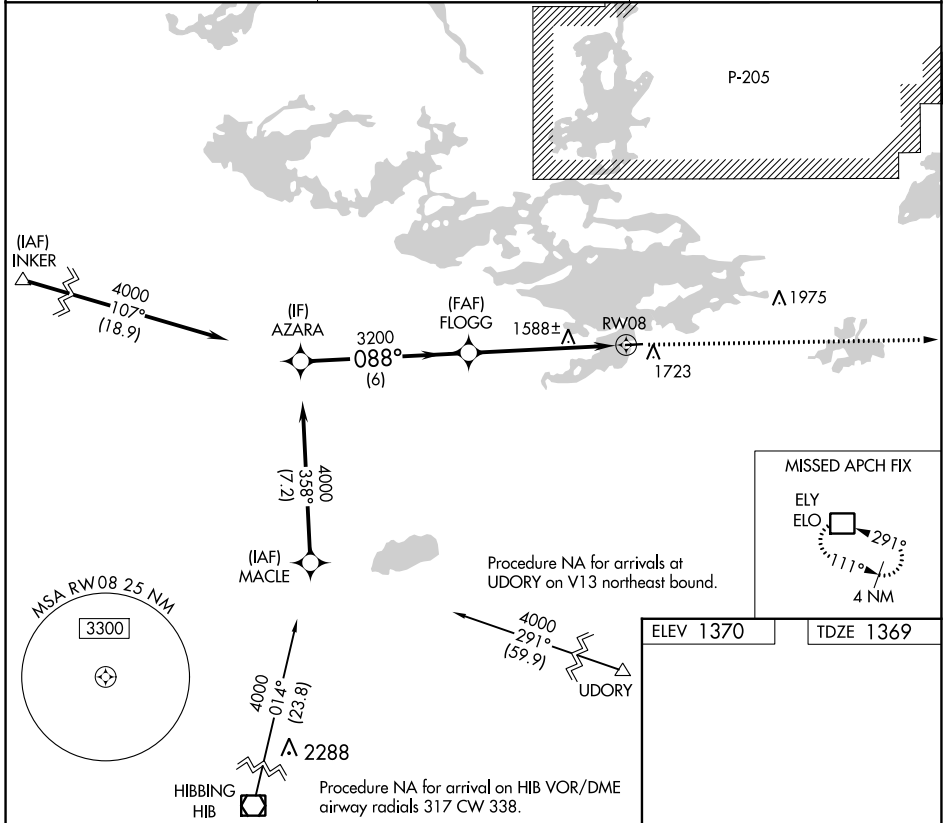 P-205
(IAF)
INKER
4000
107°
(18.9)
(IF)
AZARA
3200
088°
(6)
(FAF)
FLOGG
1588±
RW08
1975
1723
4000
358°
(7.2)
(IAF)
MACLE
MISSED APCH FIX
ELY
ELO
291°
111°
4 NM
Procedure NA for arrivals at
UDORY on V13 northeast bound.
4000
291°
(59.9)
UDORY
MSA RW08 25 NM
3300
ELEV 1370
TDZE 1369
4000
014°
(23.8)
2288
HIBBING
HIB
Procedure NA for arrival on HIB VOR/DME
airway radials 317 CW 338.